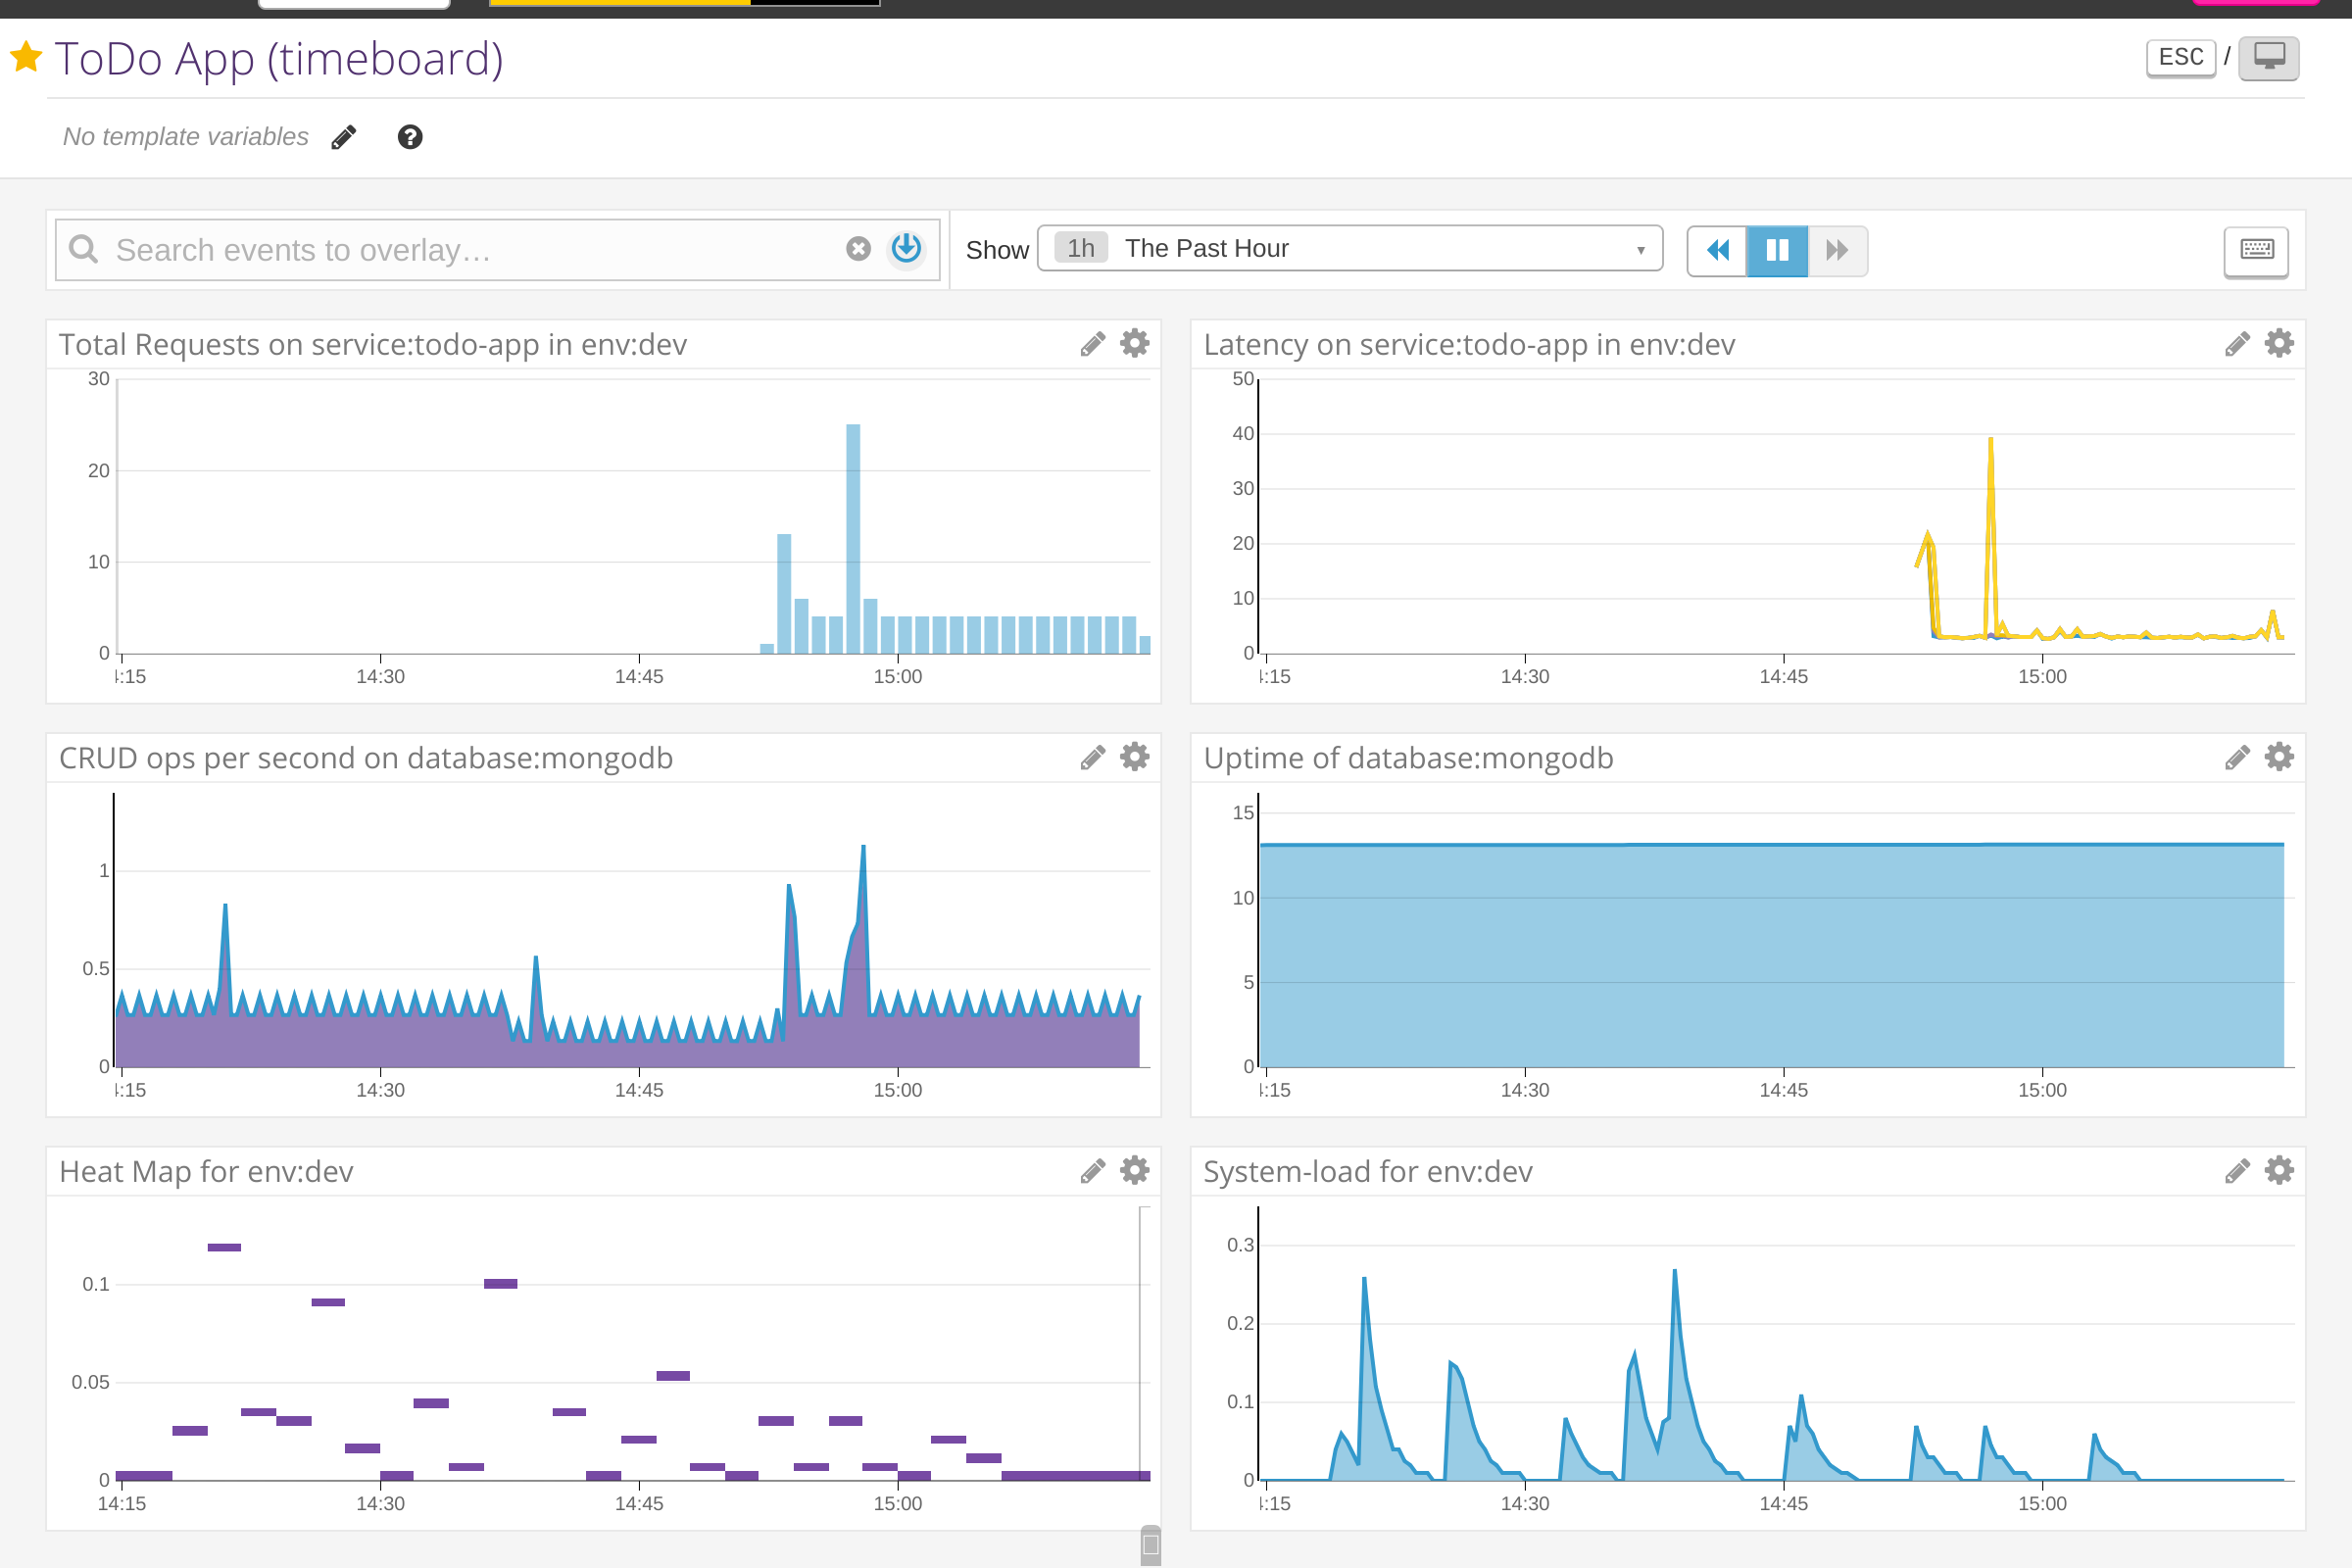 ToDo App (timeboard)
ESC /
No template variables
Search events to overlay...
Show 1h The Past Hour
Total Requests on service:todo-app in env:dev
30
20
10
0
:15 14:30 14:45 15:00
Latency on service:todo-app in env:dev
50
40
30
20
10
0
:15 14:30 14:45 15:00
CRUD ops per second on database:mongodb
1
0.5
0
:15 14:30 14:45 15:00
Uptime of database:mongodb
15
10
5
0
:15 14:30 14:45 15:00
Heat Map for env:dev
0.1
0.05
0
14:15 14:30 14:45 15:00
System-load for env:dev
0.3
0.2
0.1
0
:15 14:30 14:45 15:00